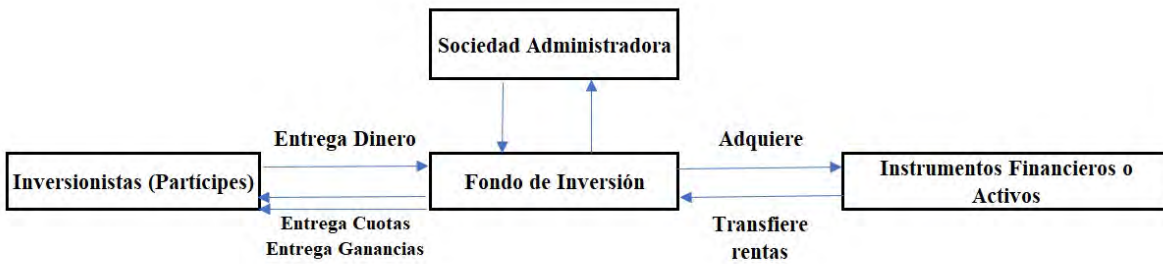 Sociedad Administradora
Entrega Dinero
Adquiere
Inversionistas (Partícipes)
Fondo de Inversión
Instrumentos Financieros o
Activos
Entrega Cuotas
Entrega Ganancias
Transfiere
rentas